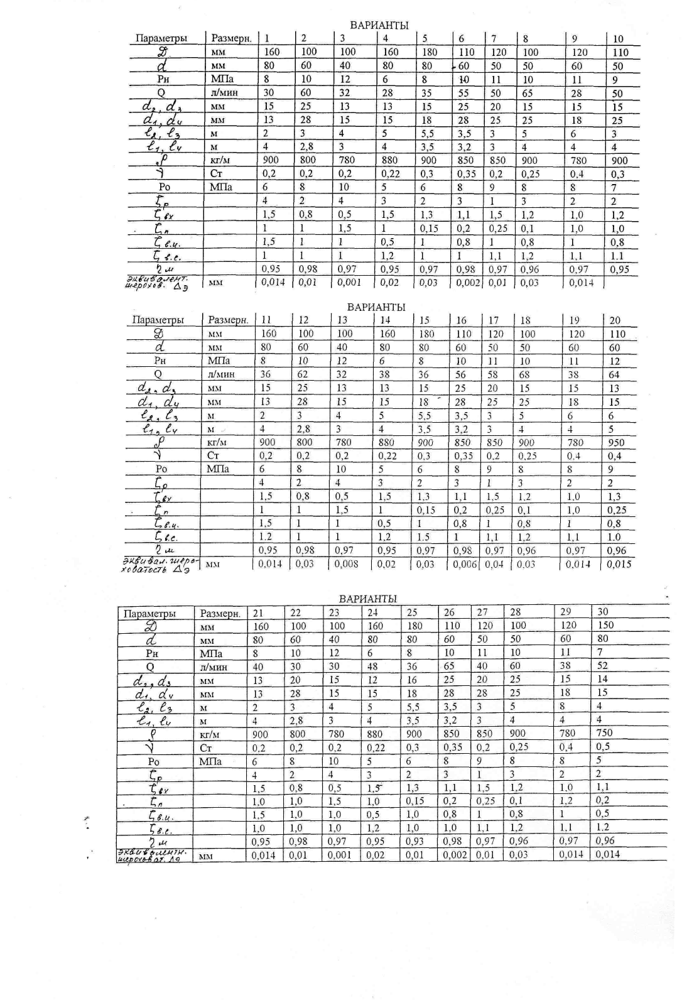 ВАРИАНТЫ
Параметры Размерн. 1 2 3 4 5 6 7 8 9 10
D мм 160 100 100 160 180 110 120 100 120 110
d мм 80 60 40 80 80 60 50 50 60 50
Рн МПа 8 10 12 6 8 10 11 10 11 9
Q л/мин 30 60 32 28 35 55 50 65 28 50
d₂, d₃ мм 15 25 13 13 15 25 20 15 15 15
d₁, d₄ мм 13 28 15 15 18 28 25 25 18 25
ℓ₂, ℓ₃ м 2 3 4 5 5,5 3,5 3 5 6 3
ℓ₁, ℓ₄ м 4 2,8 3 4 3,5 3,2 3 4 4 4
ρ кг/м 900 800 780 880 900 850 850 900 780 900
ν Ст 0,2 0,2 0,2 0,22 0,3 0,35 0,2 0,25 0,4 0,3
Ро МПа 6 8 10 5 6 8 9 8 8 7
ζр 4 2 4 3 2 3 1 3 2 2
ζвх 1,5 0,8 0,5 1,5 1,3 1,1 1,5 1,2 1,0 1,2
ζп 1 1 1,5 1 0,15 0,2 0,25 0,1 1,0 1,0
ζв.ц. 1,5 1 1 0,5 1 0,8 1 0,8 1 0,8
ζв.с. 1 1 1 1,2 1 1 1,1 1,2 1,1 1.1
ηм 0,95 0,98 0,97 0,95 0,97 0,98 0,97 0,96 0,97 0,95
эквивалент.
шерохов. Δэ мм 0,014 0,01 0,001 0,02 0,03 0,002 0,01 0,03 0,014
ВАРИАНТЫ
Параметры Размерн. 11 12 13 14 15 16 17 18 19 20
D мм 160 100 100 160 180 110 120 100 120 110
d мм 80 60 40 80 80 60 50 50 60 60
Рн МПа 8 10 12 6 8 10 11 10 11 12
Q л/мин 36 62 32 38 36 56 58 68 38 64
d₂, d₃ мм 15 25 13 13 15 25 20 15 15 13
d₁, d₄ мм 13 28 15 15 18 28 25 25 18 15
ℓ₂, ℓ₃ м 2 3 4 5 5,5 3,5 3 5 6 6
ℓ₁, ℓ₄ м 4 2,8 3 4 3,5 3,2 3 4 4 5
ρ кг/м 900 800 780 880 900 850 850 900 780 950
ν Ст 0,2 0,2 0,2 0,22 0,3 0,35 0,2 0,25 0.4 0,4
Ро МПа 6 8 10 5 6 8 9 8 8 9
ζр 4 2 4 3 2 3 1 3 2 2
ζвх 1,5 0,8 0,5 1,5 1,3 1,1 1,5 1,2 1,0 1,3
ζп 1 1 1,5 1 0,15 0,2 0,25 0,1 1,0 0,25
ζв.ц. 1,5 1 1 0,5 1 0,8 1 0,8 1 0,8
ζв.с. 1.2 1 1 1,2 1.5 1 1,1 1,2 1,1 1.0
ηм 0,95 0,98 0,97 0,95 0,97 0,98 0,97 0,96 0,97 0,96
эквивал. шеро-
ховатость Δэ мм 0,014 0,03 0,008 0,02 0,03 0,006 0,04 0,03 0,014 0,015
ВАРИАНТЫ
Параметры Размерн. 21 22 23 24 25 26 27 28 29 30
D мм 160 100 100 160 180 110 120 100 120 150
d мм 80 60 40 80 80 60 50 50 60 80
Рн МПа 8 10 12 6 8 10 11 10 11 7
Q л/мин 40 30 30 48 36 65 40 60 38 52
d₂, d₃ мм 13 20 15 12 16 25 20 25 15 14
d₁, d₄ мм 13 28 15 15 18 28 28 25 18 15
ℓ₂, ℓ₃ м 2 3 4 5 5,5 3,5 3 5 8 4
ℓ₁, ℓ₄ м 4 2,8 3 4 3,5 3,2 3 4 4 4
ρ кг/м 900 800 780 880 900 850 850 900 780 750
ν Ст 0,2 0,2 0,2 0,22 0,3 0,35 0,2 0,25 0,4 0,5
Ро МПа 6 8 10 5 6 8 9 8 8 5
ζр 4 2 4 3 2 3 1 3 2 2
ζвх 1,5 0,8 0,5 1,5 1,3 1,1 1,5 1,2 1.0 1,1
ζп 1,0 1,0 1,5 1,0 0,15 0,2 0,25 0,1 1,2 0,2
ζв.ц. 1,5 1,0 1,0 0,5 1,0 0,8 1 0,8 1 0,5
ζв.с. 1,0 1,0 1,0 1,2 1,0 1,0 1,1 1,2 1,1 1.2
ηм 0,95 0,98 0,97 0,95 0,93 0,98 0,97 0,96 0,97 0,96
эквивалентн.
шероховат. Δэ мм 0,014 0,01 0,001 0,02 0,01 0,002 0,01 0,03 0,014 0,014